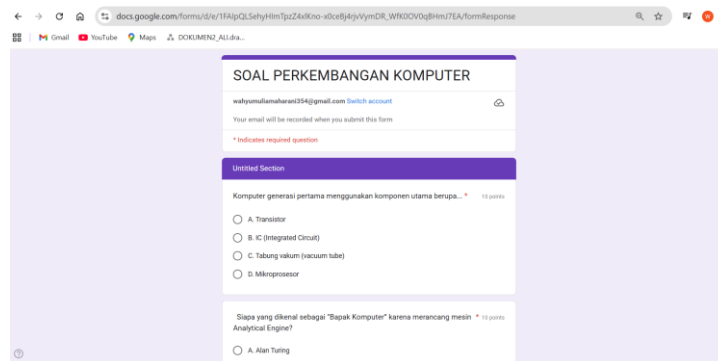 docs.google.com/forms/d/e/1FAIpQLSehyHImTpzZ4xlKno-x0ceBj4rjvVymDR_WfK0OV0qBHmJ7EA/formResponse
W
Gmail YouTube Maps DOKUMEN2_ALI.dra...
SOAL PERKEMBANGAN KOMPUTER
wahyumuliamaharani354@gmail.com Switch account
Your email will be recorded when you submit this form
* Indicates required question
Untitled Section
Komputer generasi pertama menggunakan komponen utama berupa... * 10 points
A. Transistor
B. IC (Integrated Circuit)
C. Tabung vakum (vacuum tube)
D. Mikroprosesor
Siapa yang dikenal sebagai "Bapak Komputer" karena merancang mesin * 10 points
Analytical Engine?
A. Alan Turing